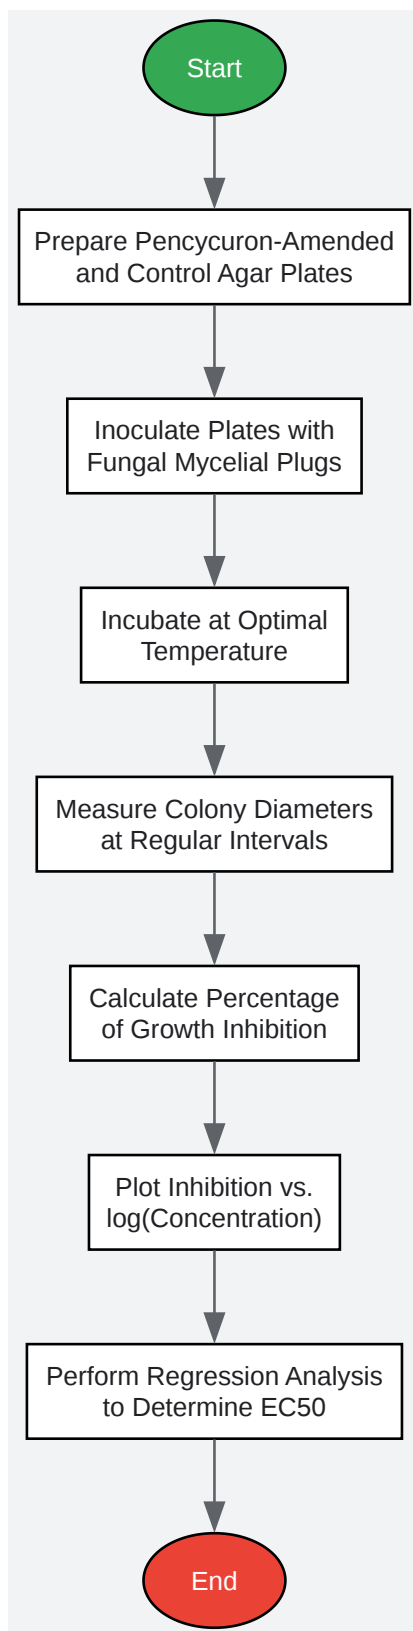 Start
Prepare Pencycuron-Amended
and Control Agar Plates
Inoculate Plates with
Fungal Mycelial Plugs
Incubate at Optimal
Temperature
Measure Colony Diameters
at Regular Intervals
Calculate Percentage
of Growth Inhibition
Plot Inhibition vs.
log(Concentration)
Perform Regression Analysis
to Determine EC50
End